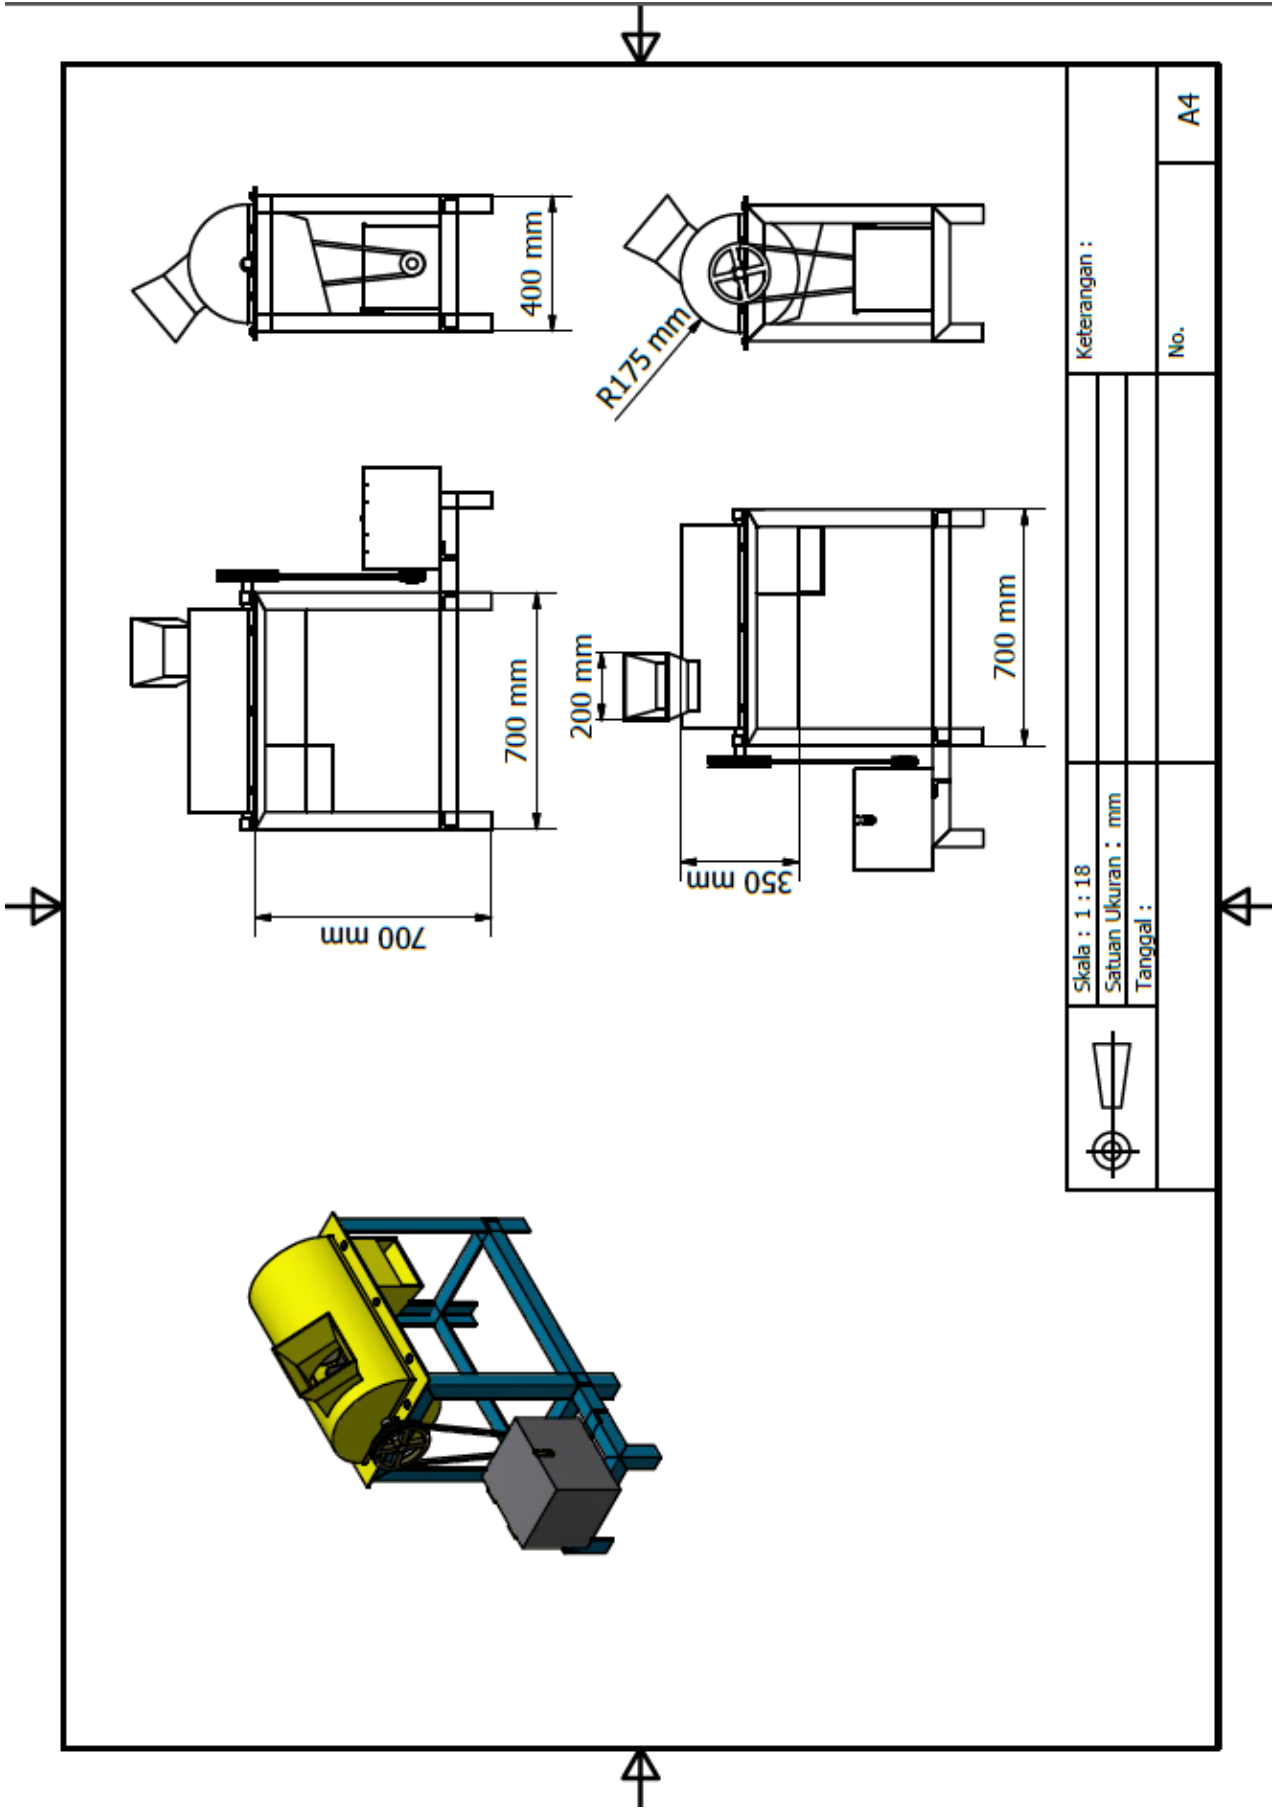 400 mm
R175 mm
700 mm
200 mm
700 mm
700 mm
350 mm
Skala : 1 : 18
Satuan Ukuran : mm
Tanggal :
Keterangan :
No.
A4